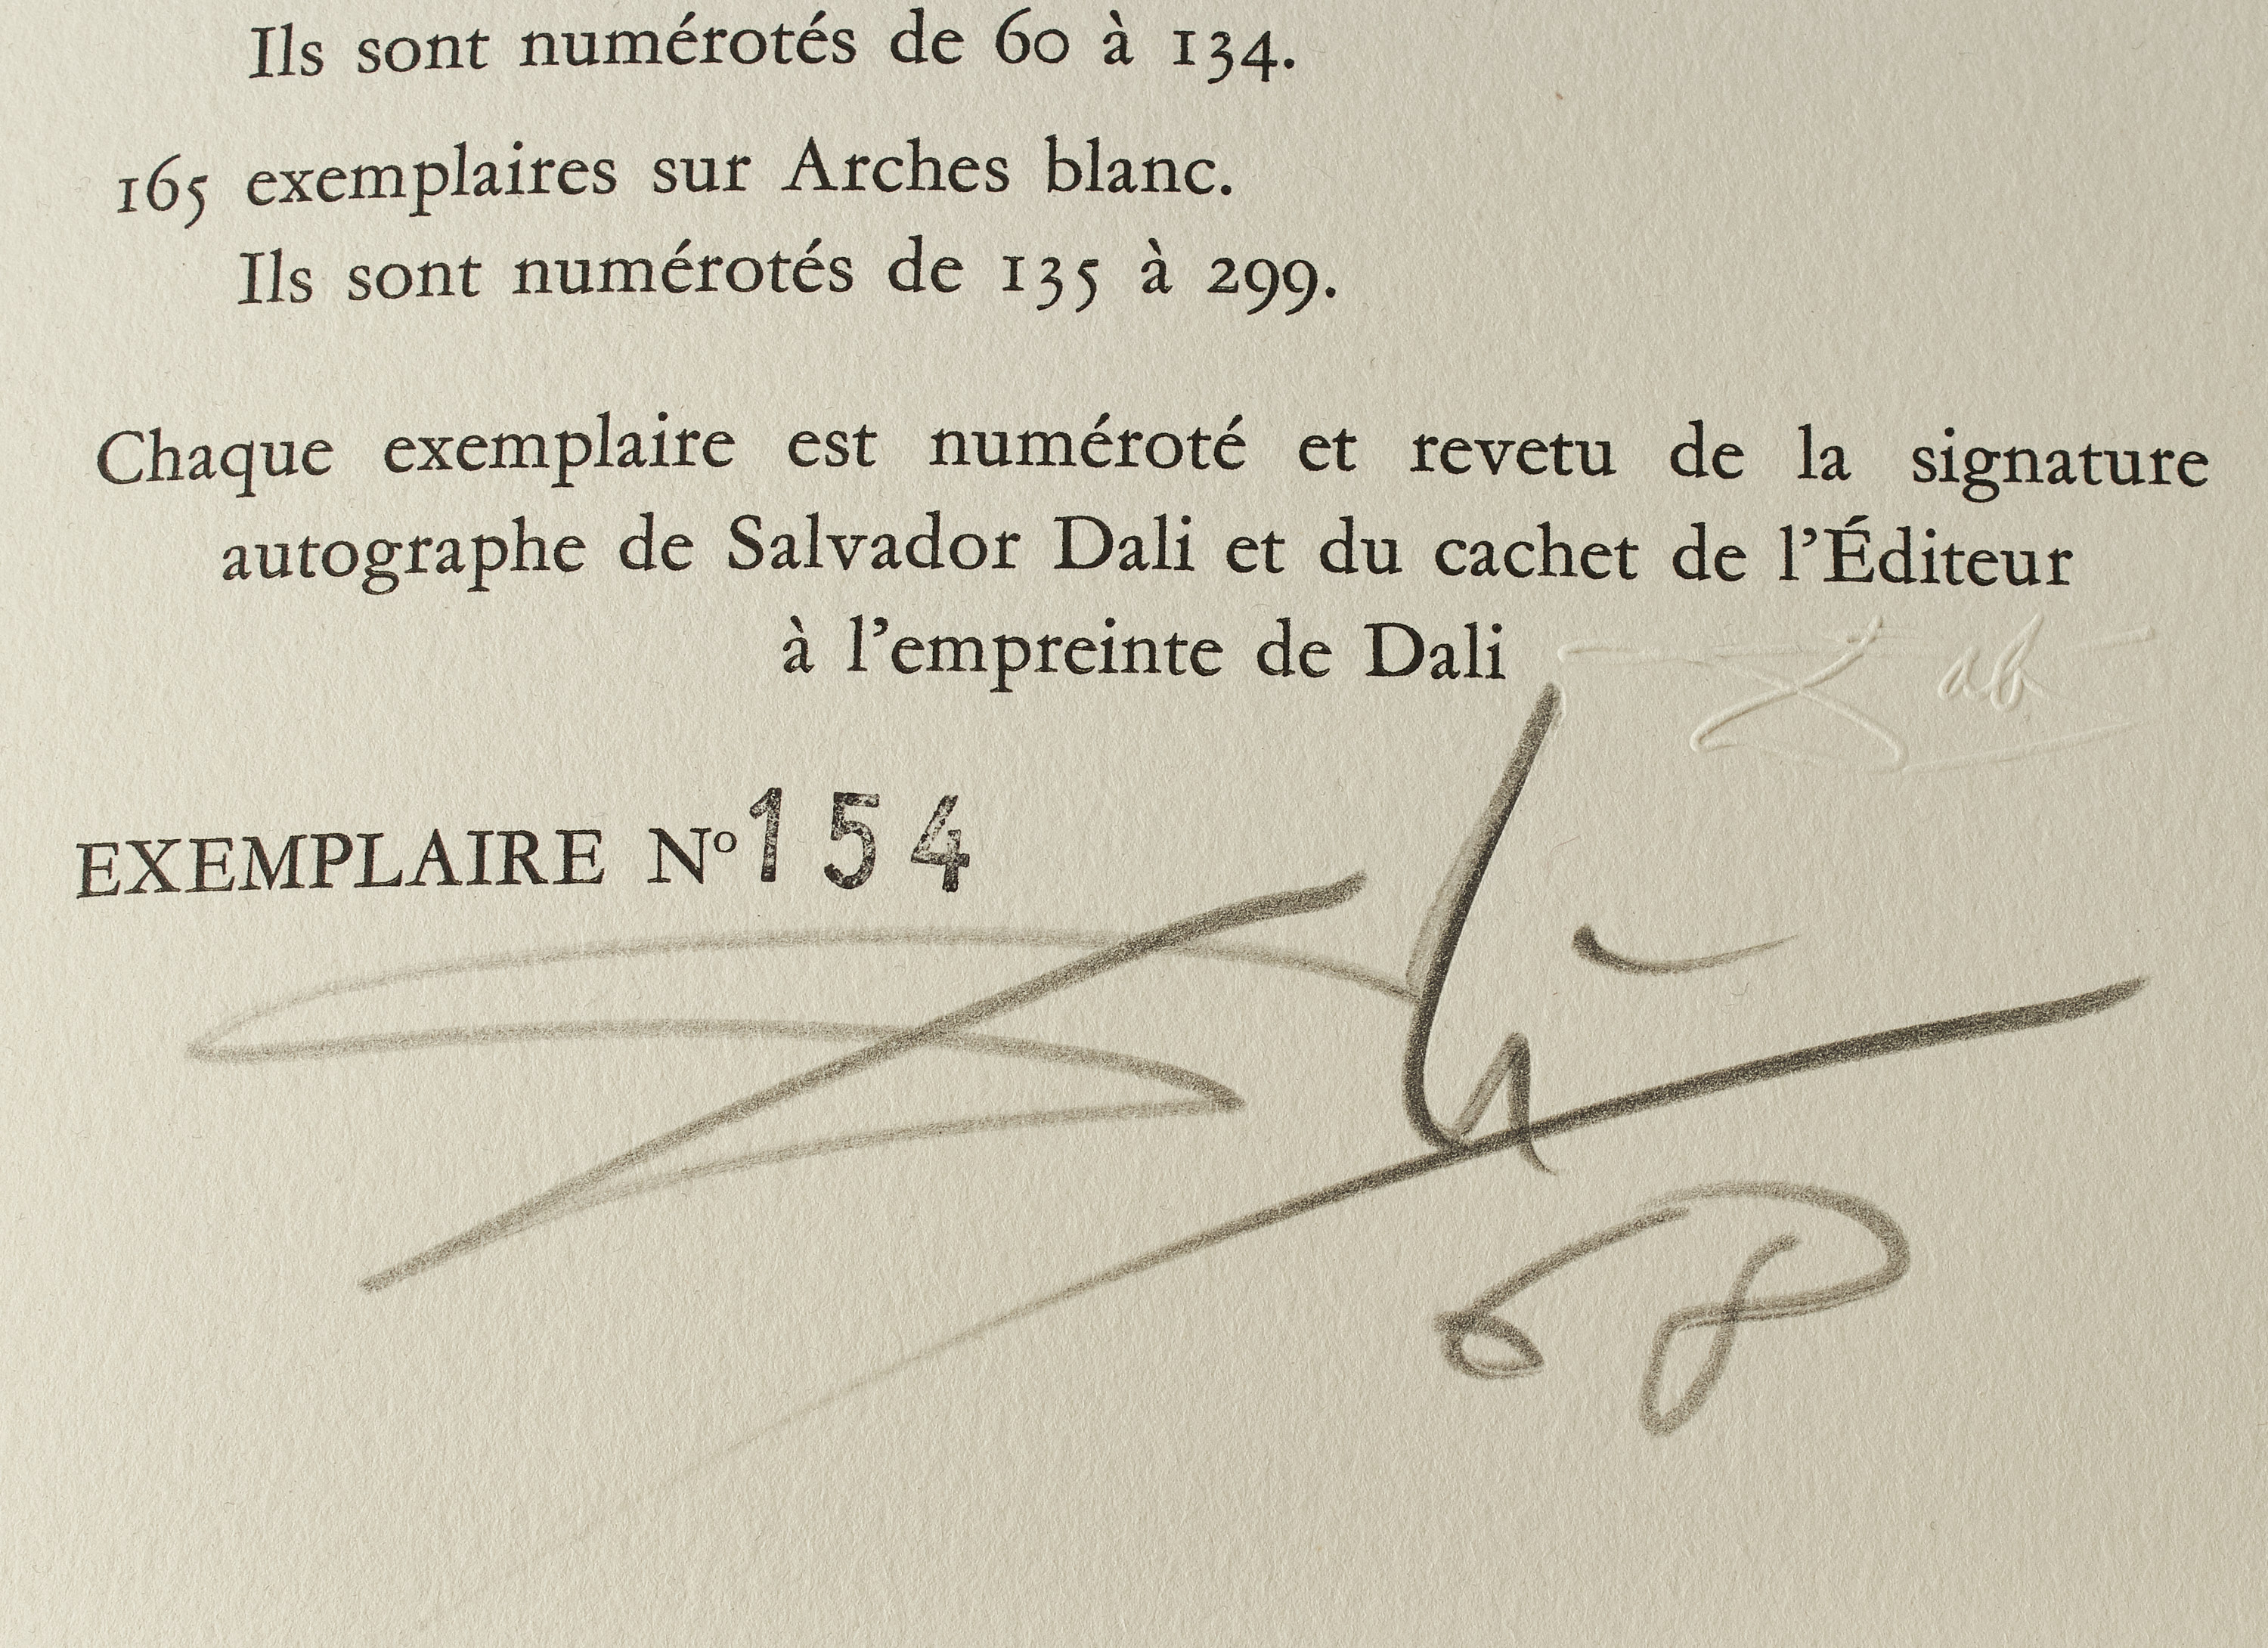 Ils sont numérotés de 60 à 134.
165 exemplaires sur Arches blanc.
Ils sont numérotés de 135 à 299.
Chaque exemplaire est numéroté et revetu de la signature
autographe de Salvador Dali et du cachet de l'Éditeur
à l'empreinte de Dali
EXEMPLAIRE Nº 154
68